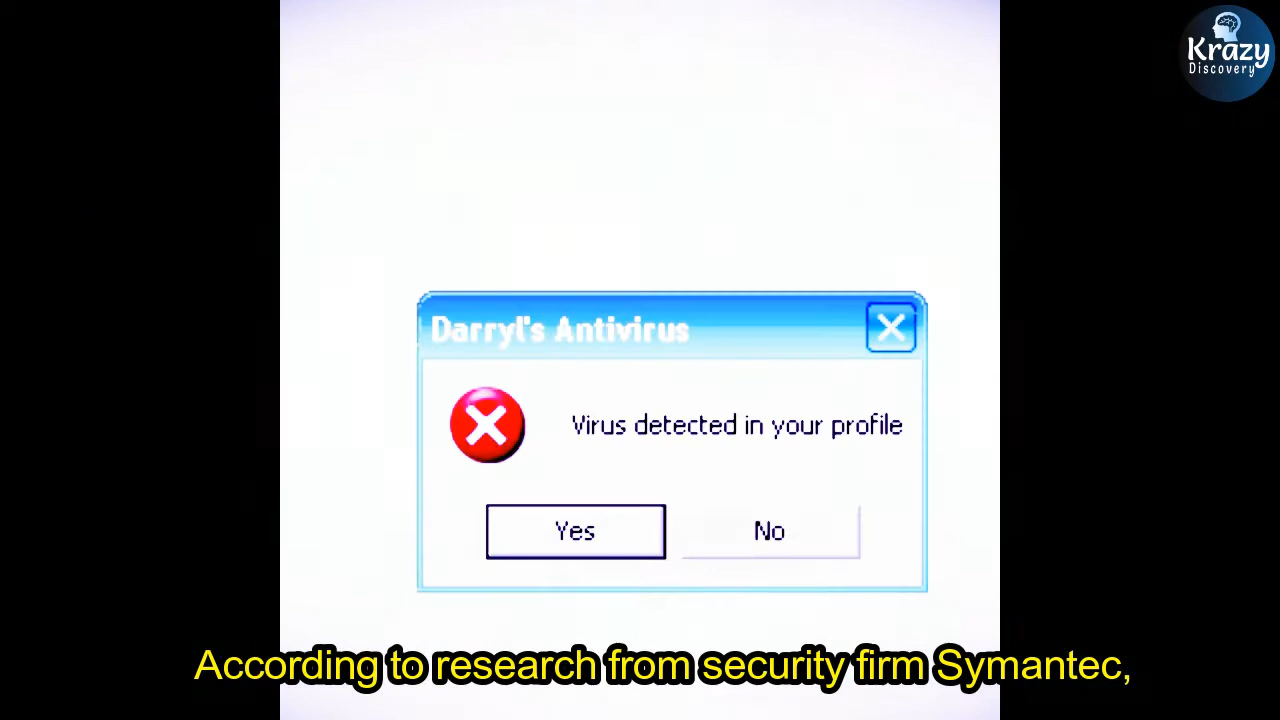 Krazy
Discovery
Darryl's Antivirus
Virus detected in your profile
Yes
No
According to research from security firm Symantec,